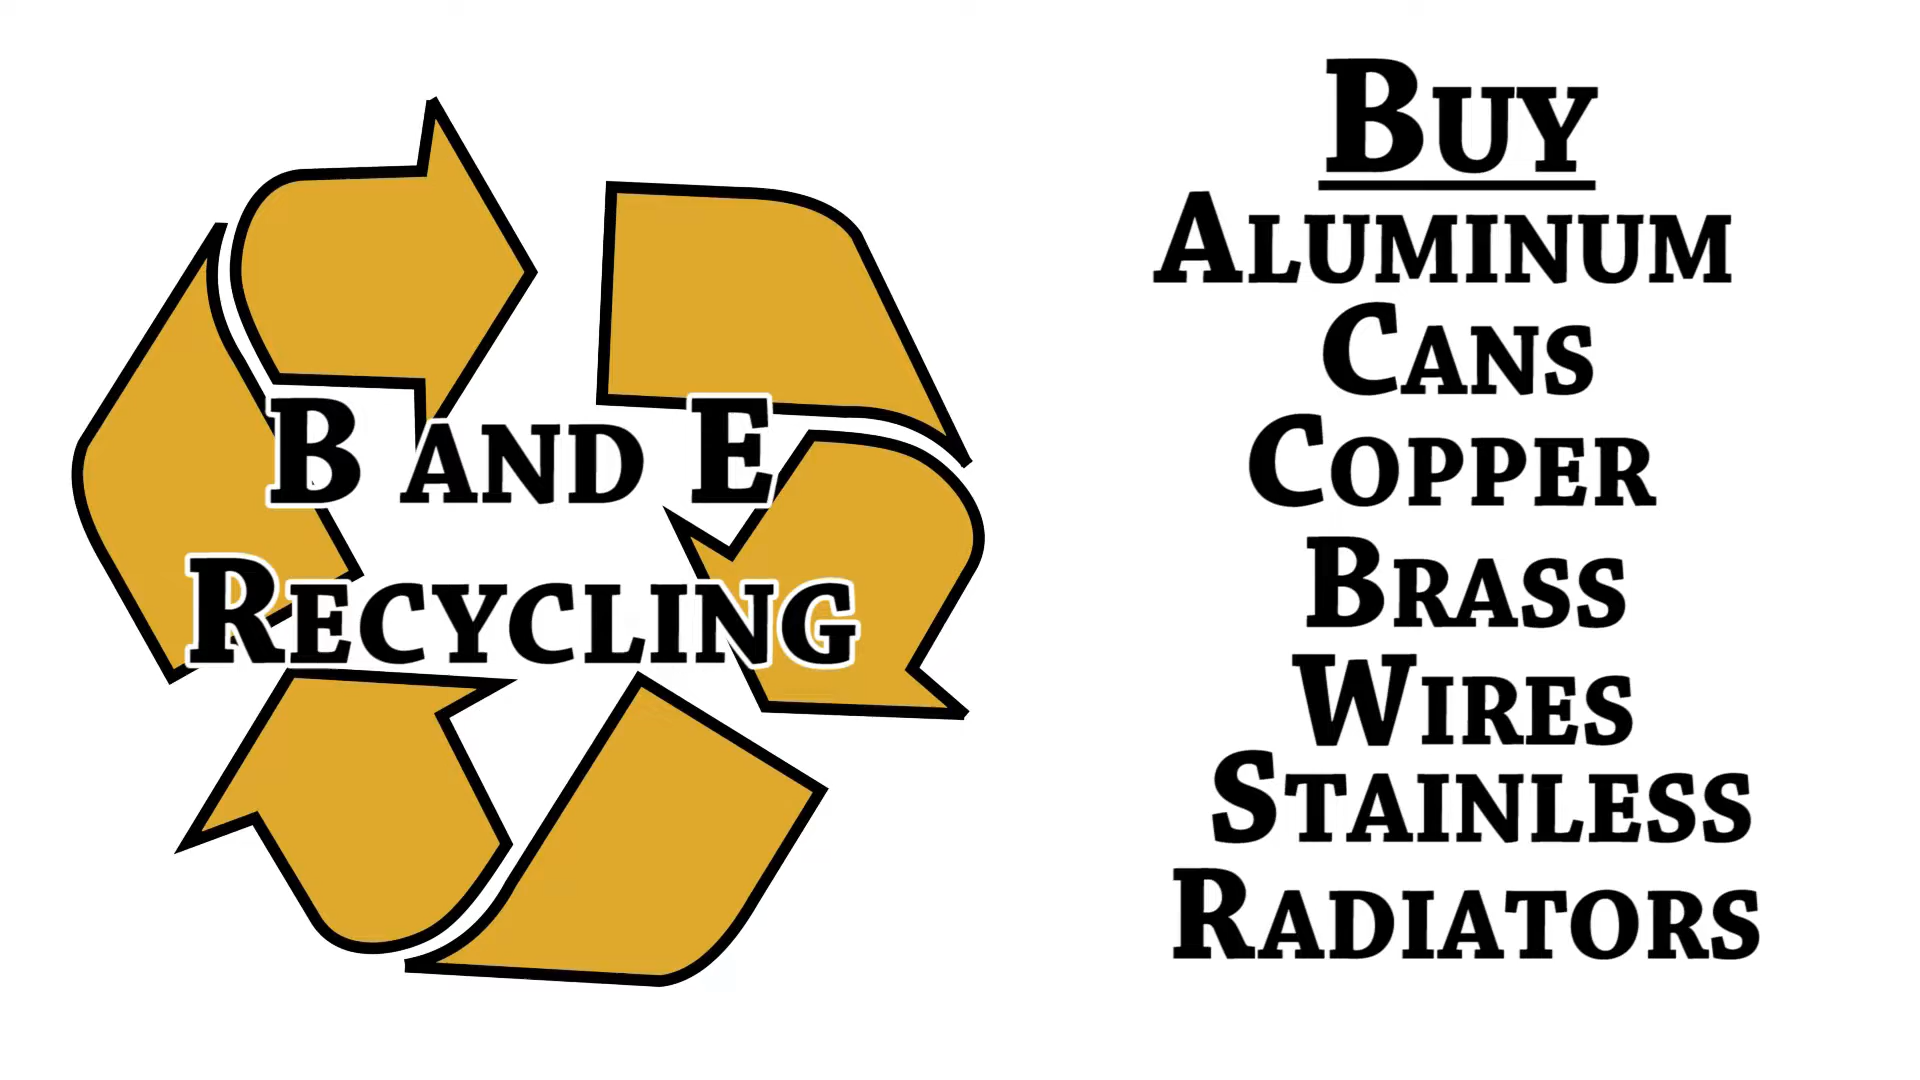 B and E
Recycling
Buy
Aluminum
Cans
Copper
Brass
Wires
Stainless
Radiators